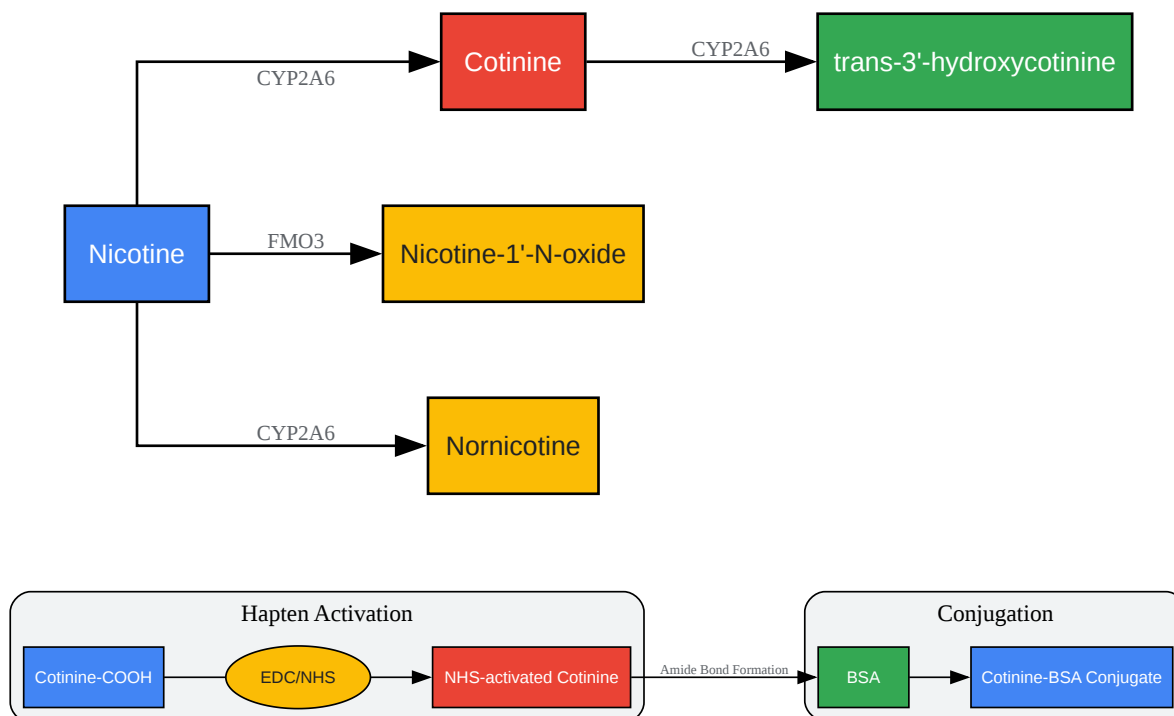 Cotinine
CYP2A6
trans-3'-hydroxycotinine
CYP2A6
Nicotine
FMO3
Nicotine-1'-N-oxide
CYP2A6
Nornicotine
Hapten Activation
Conjugation
Cotinine-COOH
EDC/NHS
NHS-activated Cotinine
Amide Bond Formation
BSA
Cotinine-BSA Conjugate